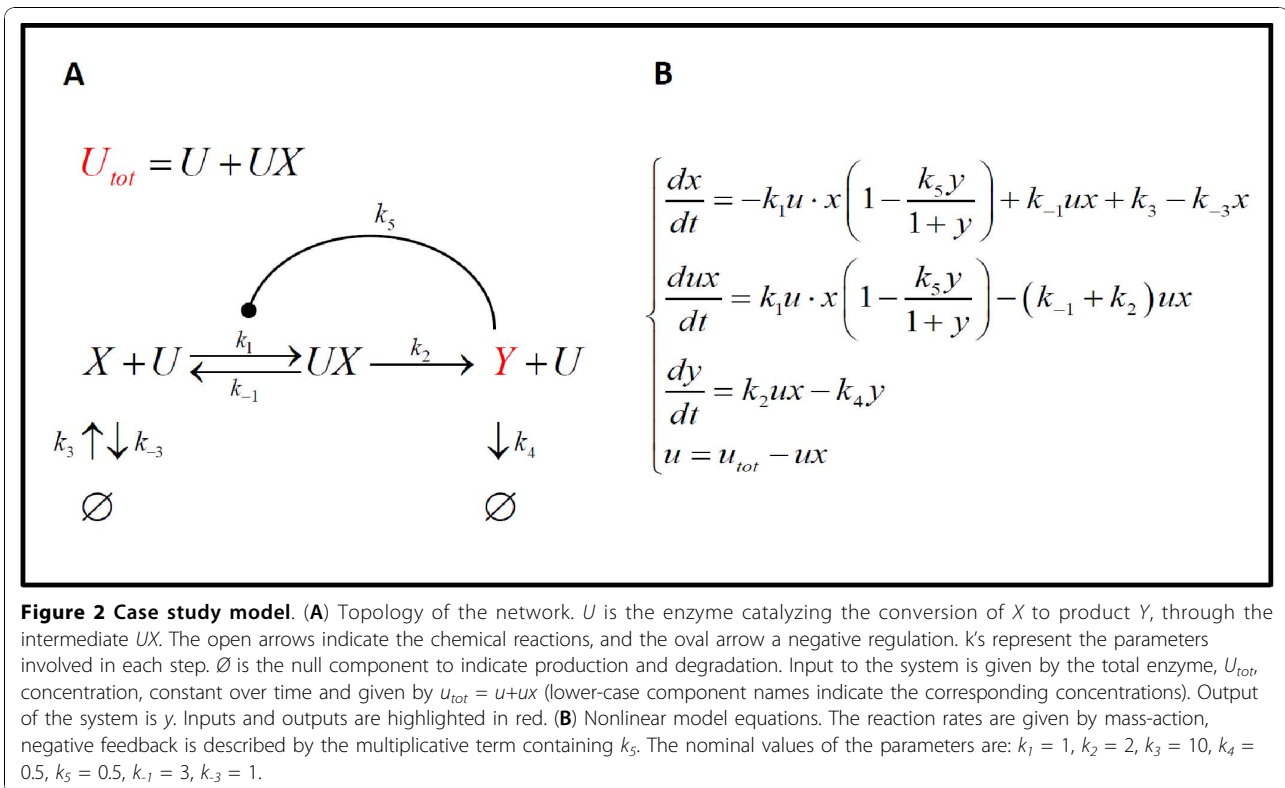 A
U_tot = U + UX
k₅
X + U k₁ k₋₁ UX k₂ Y + U
k₃ k₋₃ k₄
∅ ∅
B
dx/dt = -k₁u · x(1 - k₅y/(1 + y)) + k₋₁ux + k₃ - k₋₃x
dux/dt = k₁u · x(1 - k₅y/(1 + y)) - (k₋₁ + k₂)ux
dy/dt = k₂ux - k₄y
u = u_tot - ux
Figure 2 Case study model. (A) Topology of the network. U is the enzyme catalyzing the conversion of X to product Y, through the
intermediate UX. The open arrows indicate the chemical reactions, and the oval arrow a negative regulation. k's represent the parameters
involved in each step. Ø is the null component to indicate production and degradation. Input to the system is given by the total enzyme, U_tot,
concentration, constant over time and given by u_tot = u+ux (lower-case component names indicate the corresponding concentrations). Output
of the system is y. Inputs and outputs are highlighted in red. (B) Nonlinear model equations. The reaction rates are given by mass-action,
negative feedback is described by the multiplicative term containing k₅. The nominal values of the parameters are: k₁ = 1, k₂ = 2, k₃ = 10, k₄ =
0.5, k₅ = 0.5, k₋₁ = 3, k₋₃ = 1.